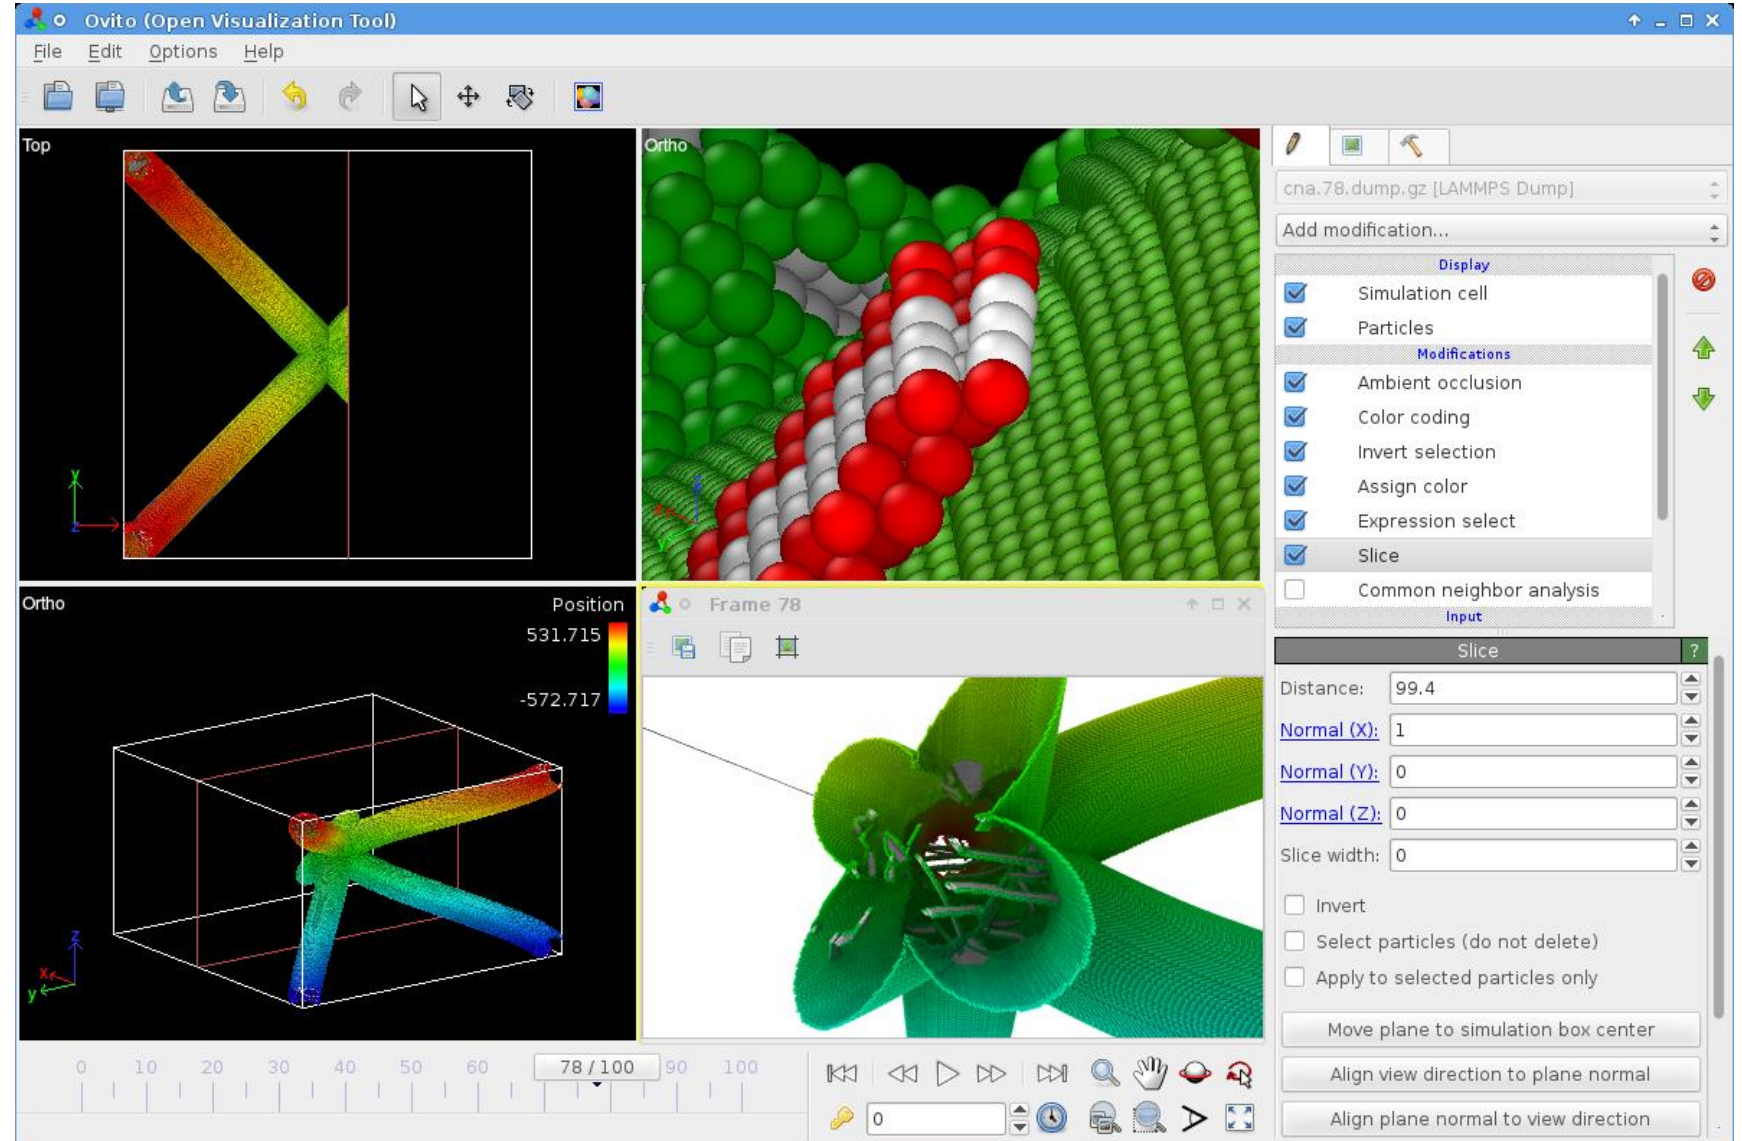 Ovito (Open Visualization Tool)
File Edit Options Help
Top
Ortho
cna.78.dump.gz [LAMMPS Dump]
Add modification...
Display
Simulation cell
Particles
Modifications
Ambient occlusion
Color coding
Invert selection
Assign color
Expression select
Slice
Common neighbor analysis
Input
y
z
z
Ortho
Position
531.715
-572.717
z
x
y
Frame 78
Slice ?
Distance: 99.4
Normal (X): 1
Normal (Y): 0
Normal (Z): 0
Slice width: 0
Invert
Select particles (do not delete)
Apply to selected particles only
Move plane to simulation box center
Align view direction to plane normal
Align plane normal to view direction
0 10 20 30 40 50 60 78 / 100 90 100
0